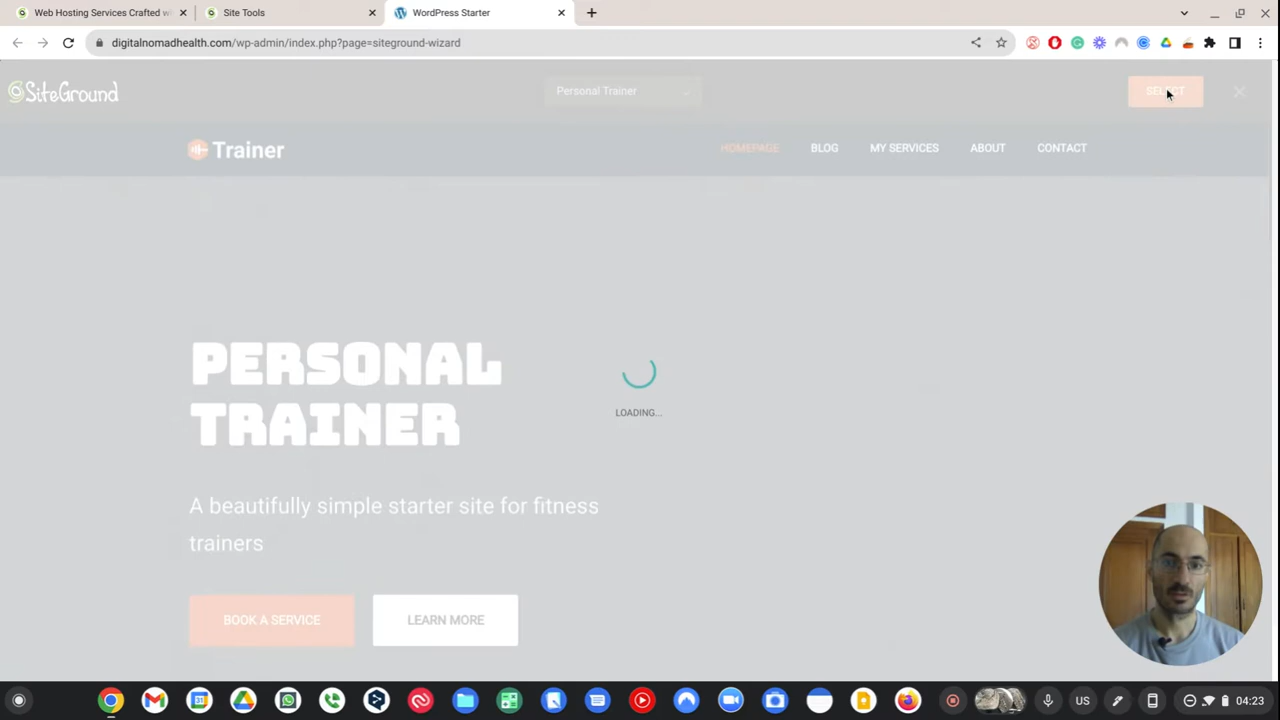 Web Hosting Services Crafted wi
Site Tools
WordPress Starter
digitalnomadhealth.com/wp-admin/index.php?page=siteground-wizard
SiteGround
Personal Trainer
SELECT
Trainer
HOMEPAGE
BLOG
MY SERVICES
ABOUT
CONTACT
PERSONAL
TRAINER
LOADING...
A beautifully simple starter site for fitness
trainers
BOOK A SERVICE
LEARN MORE
US
04:23